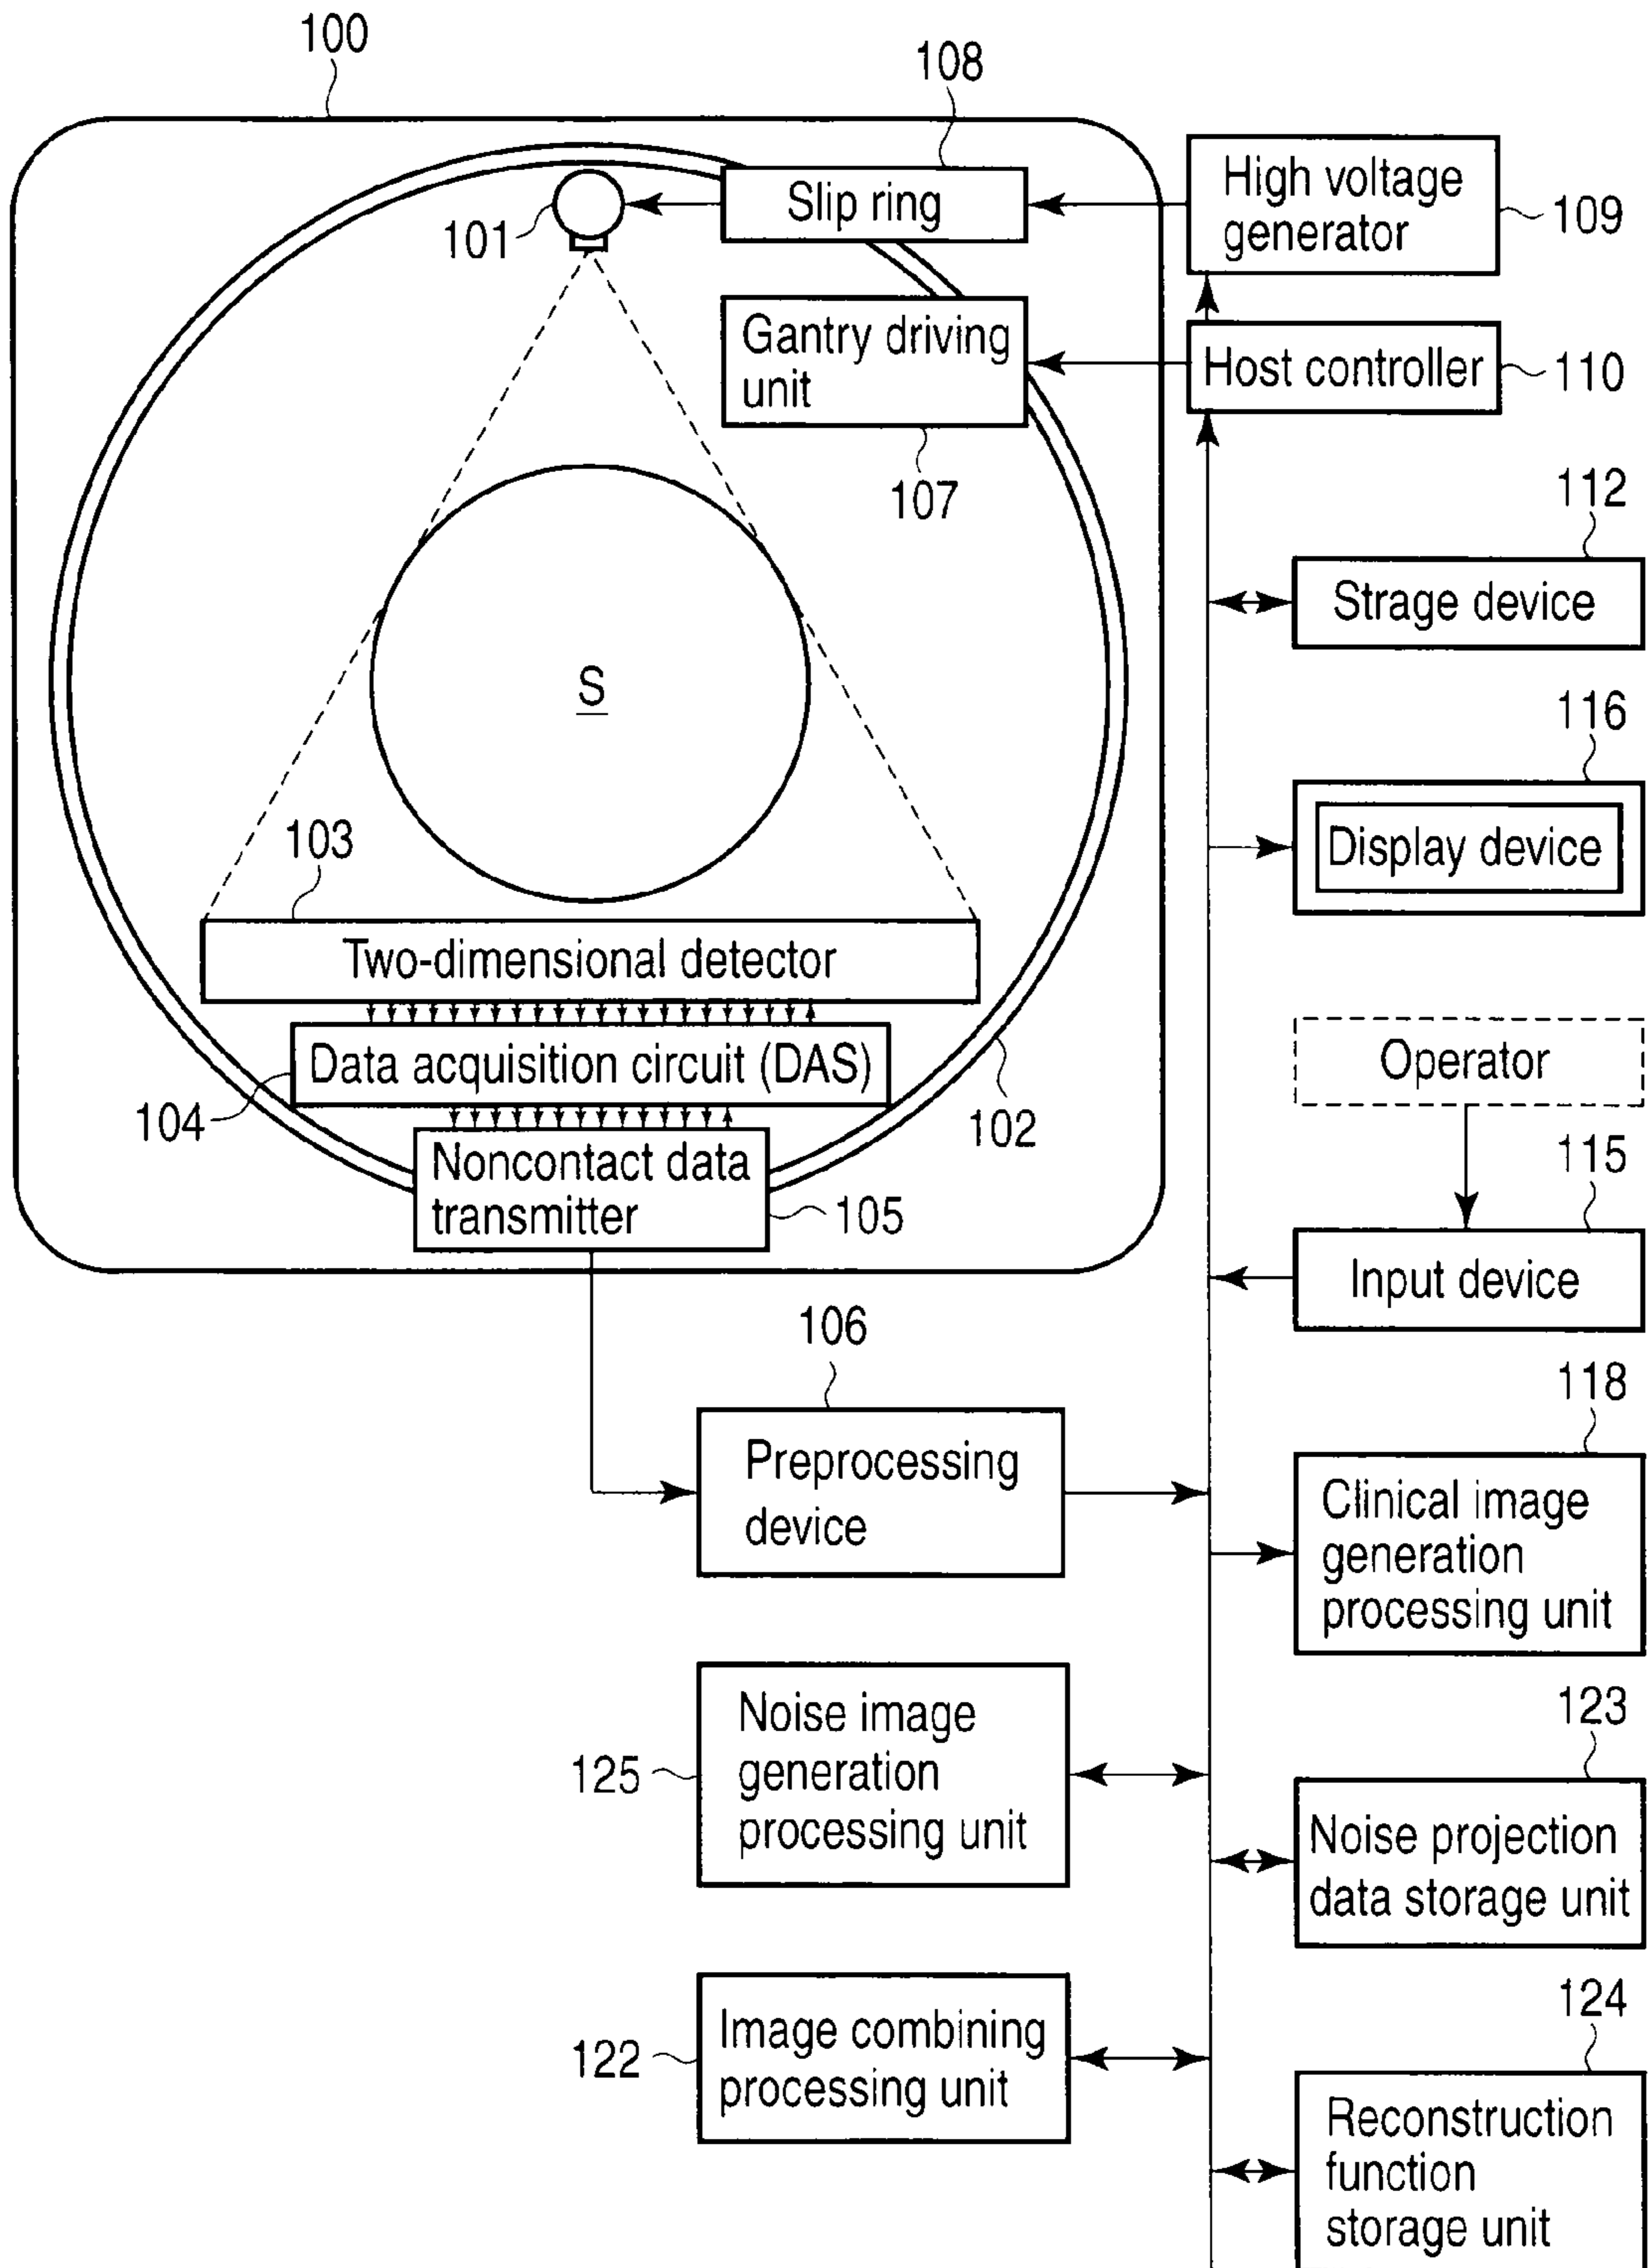 100
108
Slip ring
High voltage
generator
109
101
Gantry driving
unit
Host controller
110
107
112
Strage device
S
116
Display device
103
Two-dimensional detector
Data acquisition circuit (DAS)
104
102
Operator
Noncontact data
transmitter
105
115
Input device
106
Preprocessing
device
118
Clinical image
generation
processing unit
Noise image
generation
processing unit
125
123
Noise projection
data storage unit
Image combining
processing unit
122
124
Reconstruction
function
storage unit